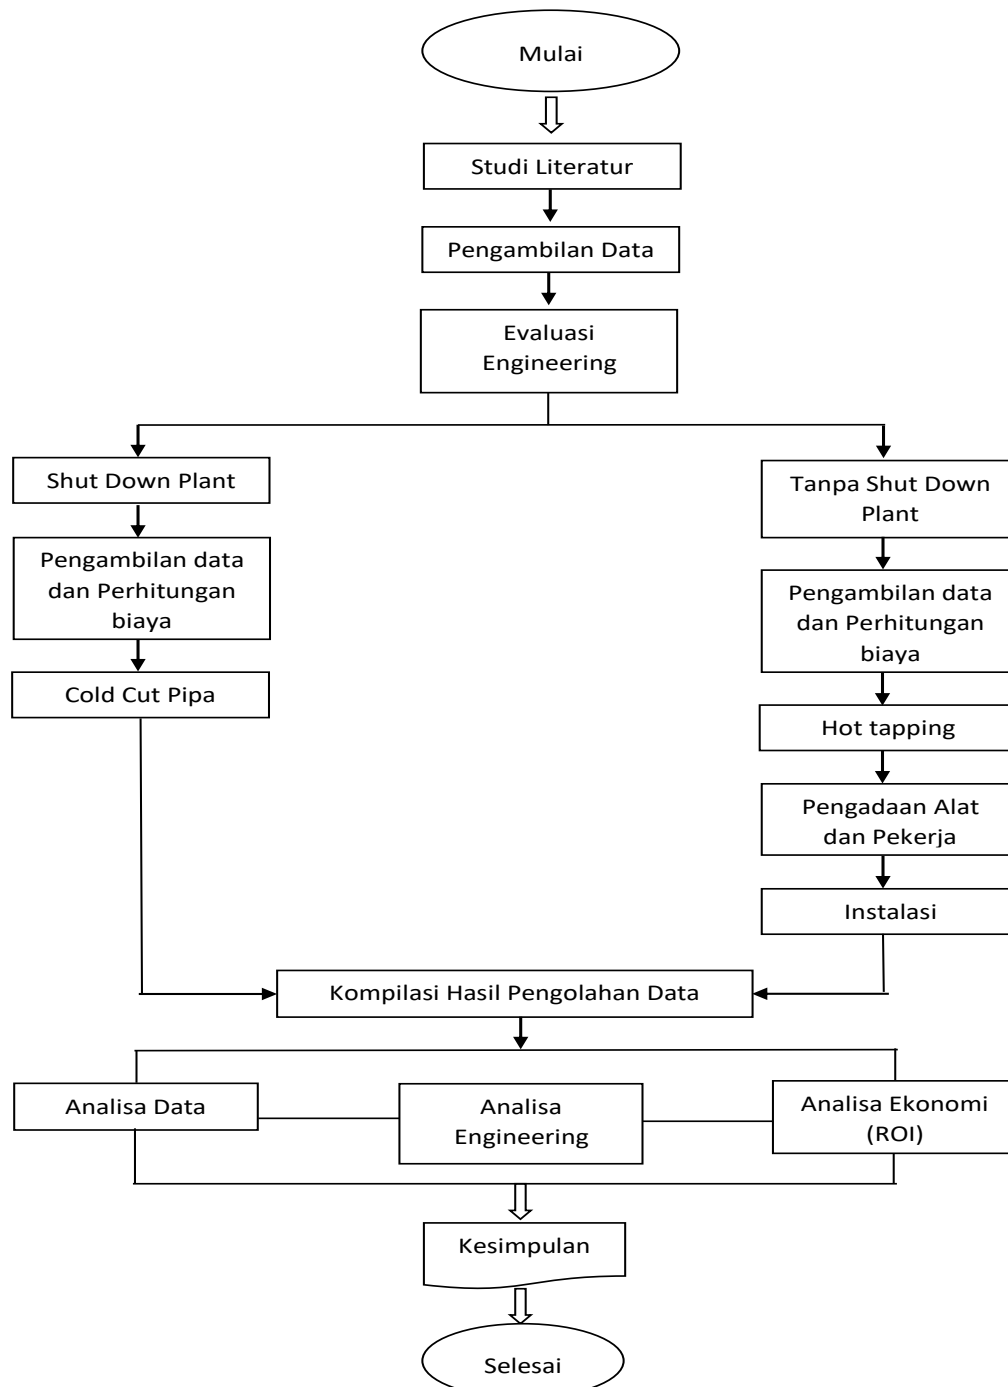 Mulai
Studi Literatur
Pengambilan Data
Evaluasi
Engineering
Shut Down Plant
Pengambilan data
dan Perhitungan
biaya
Cold Cut Pipa
Tanpa Shut Down
Plant
Pengambilan data
dan Perhitungan
biaya
Hot tapping
Pengadaan Alat
dan Pekerja
Instalasi
Kompilasi Hasil Pengolahan Data
Analisa Data
Analisa
Engineering
Analisa Ekonomi
(ROI)
Kesimpulan
Selesai